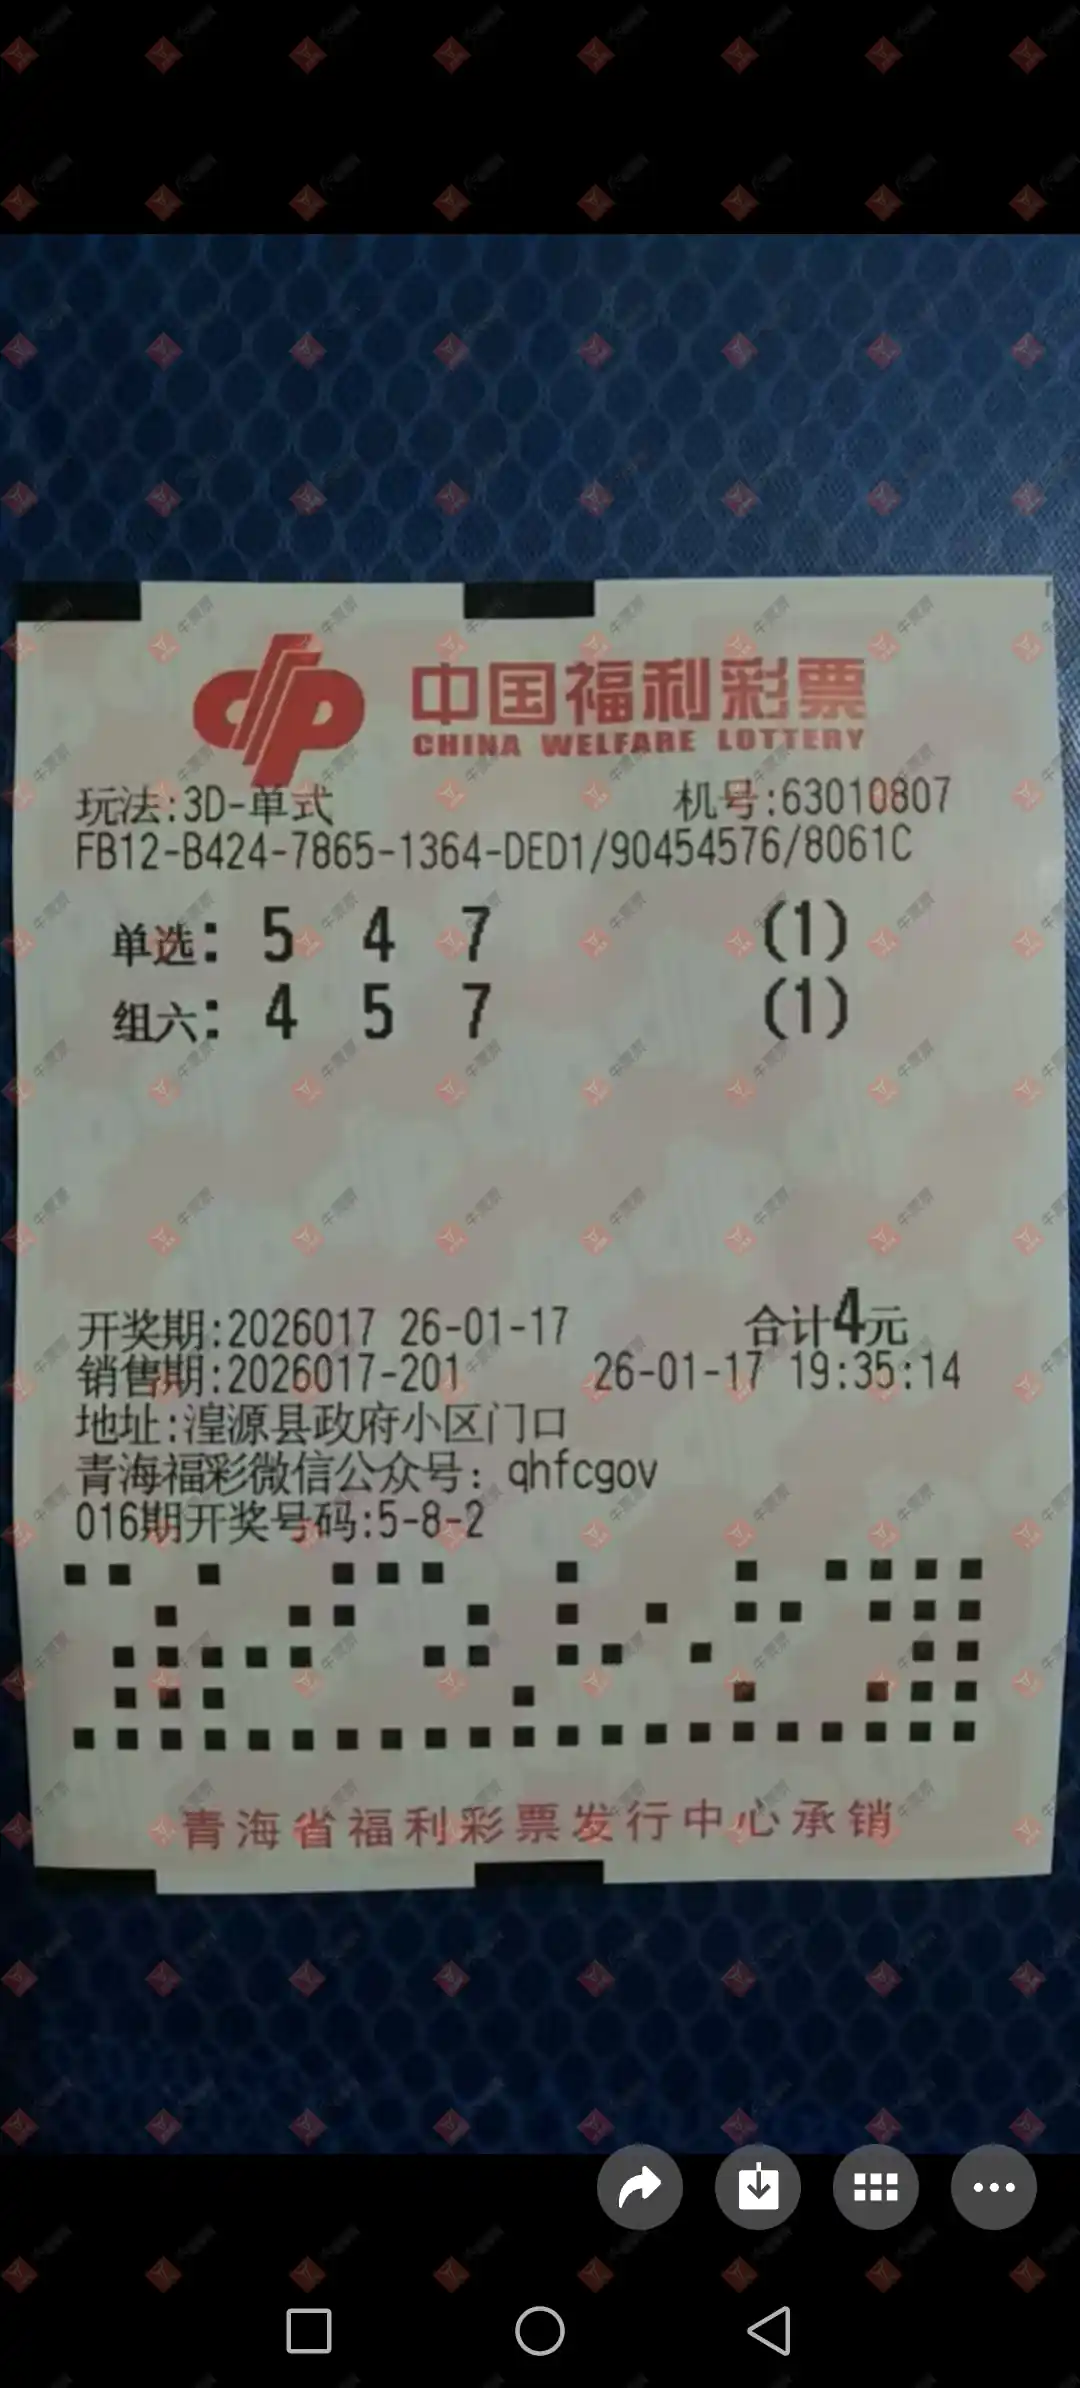 中国福利彩票
CHINA WELFARE LOTTERY
玩法:3D-单式 机号:63010807
FB12-B424-7865-1364-DED1/90454576/8061C
单选: 5 4 7 (1)
组六: 4 5 7 (1)
开奖期:2026017 26-01-17 合计4元
销售期:2026017-201 26-01-17 19:35:14
地址:湟源县政府小区门口
青海福彩微信公众号: qhfcgov
016期开奖号码:5-8-2
青海省福利彩票发行中心承销